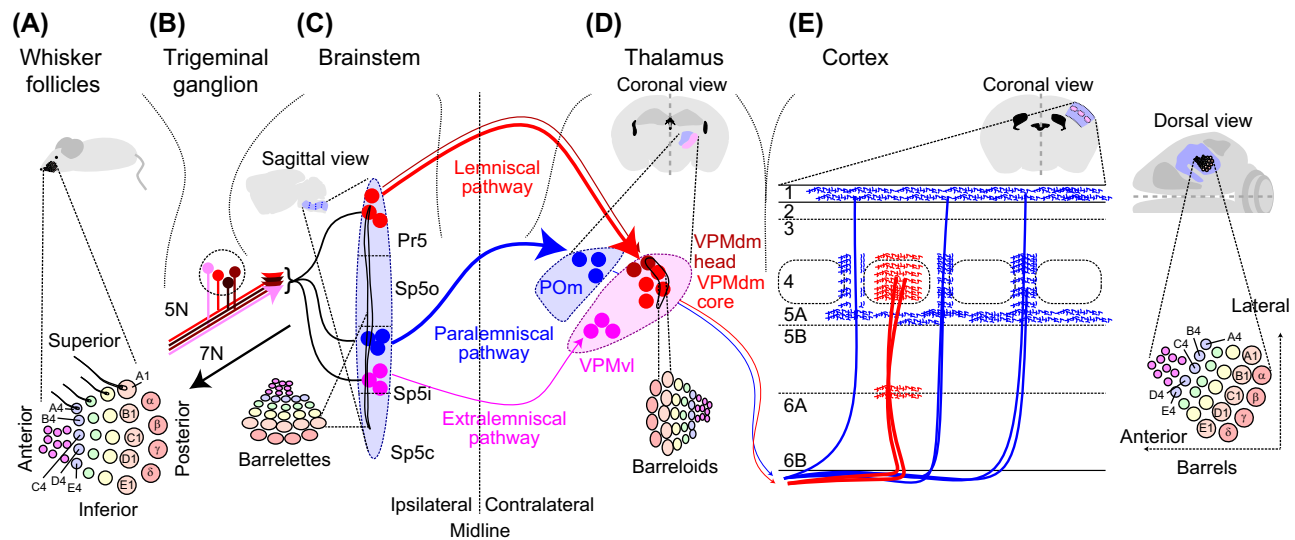 (A)
Whisker
follicles
Superior
A1
α
β
γ
δ
B1
C1
D1
E1
A4
B4
C4
D4
E4
Anterior
Posterior
Inferior
(B)
Trigeminal
ganglion
5N
7N
(C)
Brainstem
Sagittal view
Pr5
Sp5o
Sp5i
Sp5c
Barrelettes
Lemniscal
pathway
Paralemniscal
pathway
Extralemniscal
pathway
Ipsilateral
Contralateral
Midline
(D)
Thalamus
Coronal view
POm
VPMdm
head
VPMdm
core
VPMvl
Barreloids
(E)
Cortex
Coronal view
1
2
3
4
5A
5B
6A
6B
Dorsal view
Lateral
B4
A4
C4
A1
B1
α
β
C1
γ
D4
D1
E4
δ
E1
Anterior
Barrels